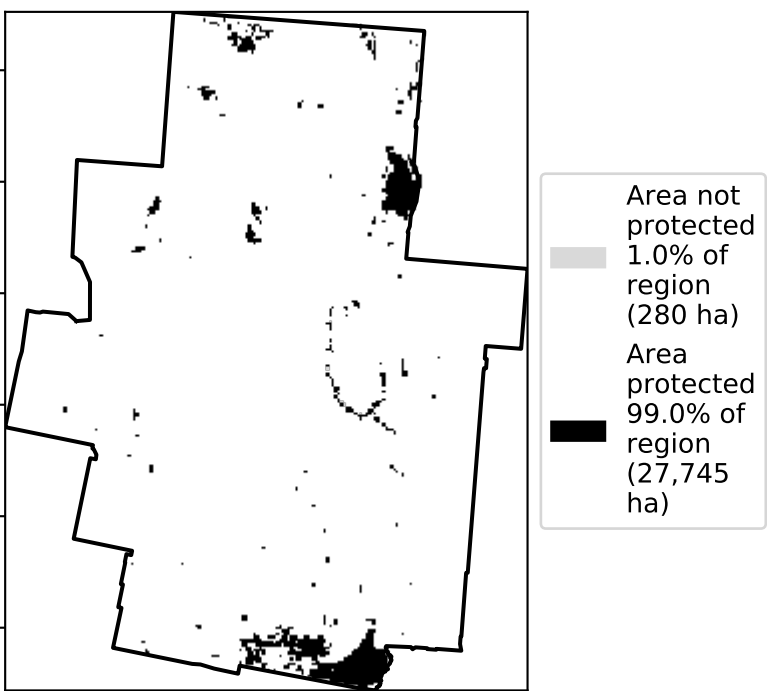 Area not
protected
1.0% of
region
(280 ha)
Area
protected
99.0% of
region
(27,745
ha)